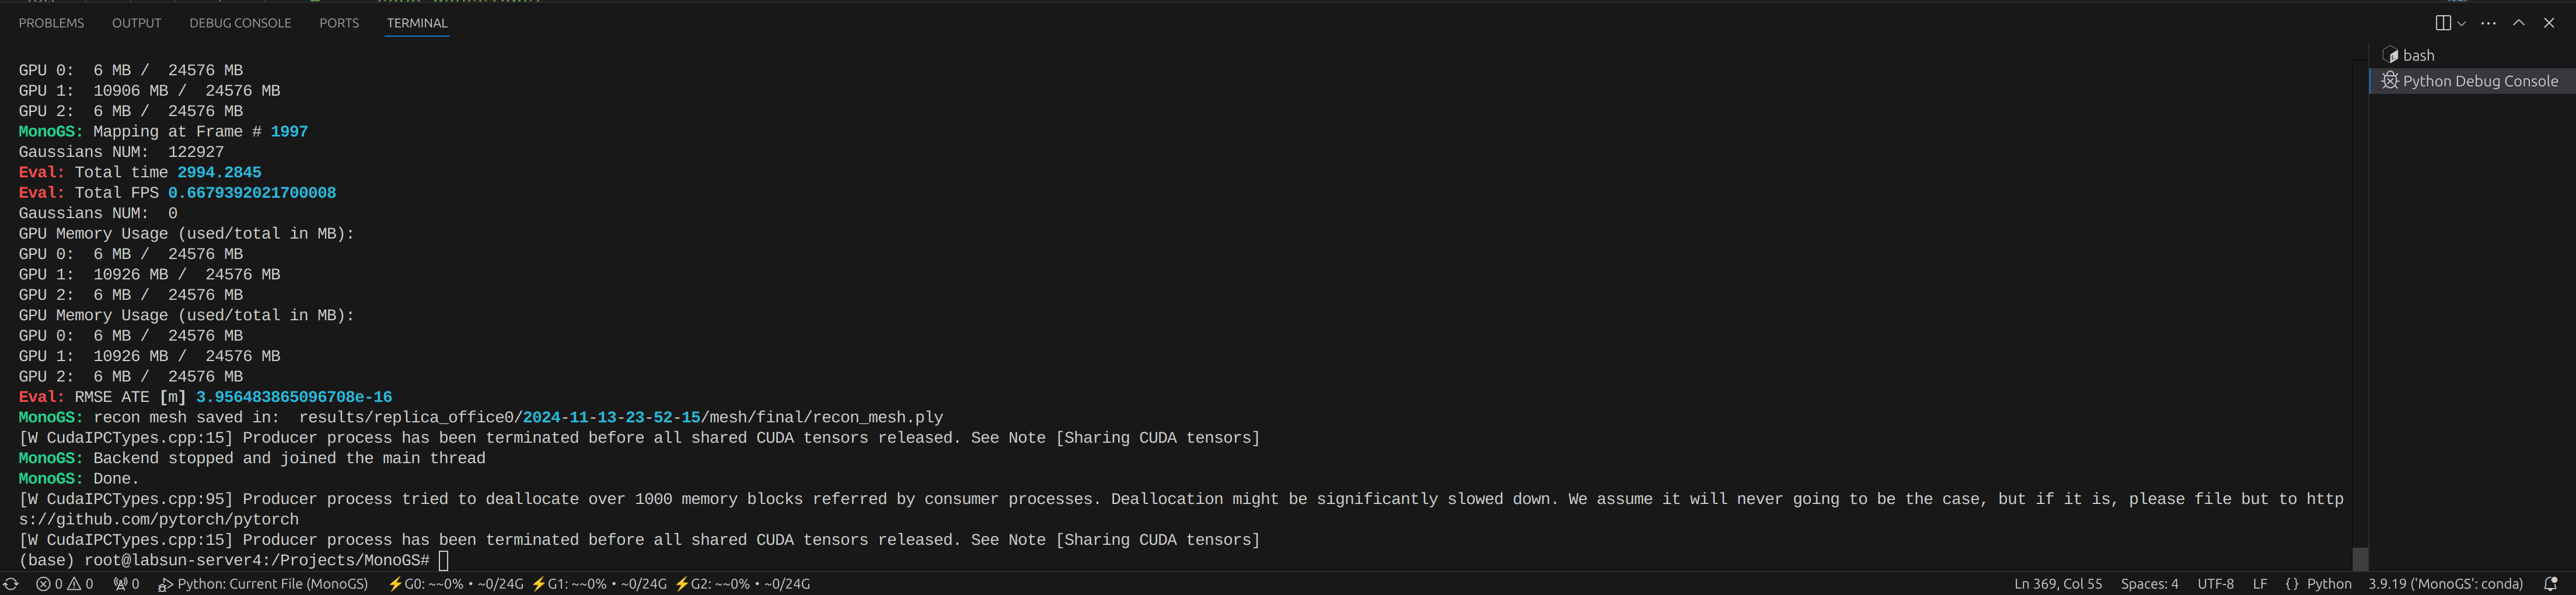 PROBLEMS OUTPUT DEBUG CONSOLE PORTS TERMINAL
GPU 0:  6 MB /  24576 MB
GPU 1:  10906 MB /  24576 MB
GPU 2:  6 MB /  24576 MB
MonoGS: Mapping at Frame # 1997
Gaussians NUM:  122927
Eval: Total time 2994.2845
Eval: Total FPS 0.6679392021700008
Gaussians NUM:  0
GPU Memory Usage (used/total in MB):
GPU 0:  6 MB /  24576 MB
GPU 1:  10926 MB /  24576 MB
GPU 2:  6 MB /  24576 MB
GPU Memory Usage (used/total in MB):
GPU 0:  6 MB /  24576 MB
GPU 1:  10926 MB /  24576 MB
GPU 2:  6 MB /  24576 MB
Eval: RMSE ATE [m] 3.956483865096708e-16
MonoGS: recon mesh saved in:  results/replica_office0/2024-11-13-23-52-15/mesh/final/recon_mesh.ply
[W CudaIPCTypes.cpp:15] Producer process has been terminated before all shared CUDA tensors released. See Note [Sharing CUDA tensors]
MonoGS: Backend stopped and joined the main thread
MonoGS: Done.
[W CudaIPCTypes.cpp:95] Producer process tried to deallocate over 1000 memory blocks referred by consumer processes. Deallocation might be significantly slowed down. We assume it will never going to be the case, but if it is, please file but to http
s://github.com/pytorch/pytorch
[W CudaIPCTypes.cpp:15] Producer process has been terminated before all shared CUDA tensors released. See Note [Sharing CUDA tensors]
(base) root@labsun-server4:/Projects/MonoGS#
bash
Python Debug Console
0 0 0 Python: Current File (MonoGS) ⚡G0: ~~0% • ~0/24G ⚡G1: ~~0% • ~0/24G ⚡G2: ~~0% • ~0/24G Ln 369, Col 55 Spaces: 4 UTF-8 LF {} Python 3.9.19 ('MonoGS': conda)